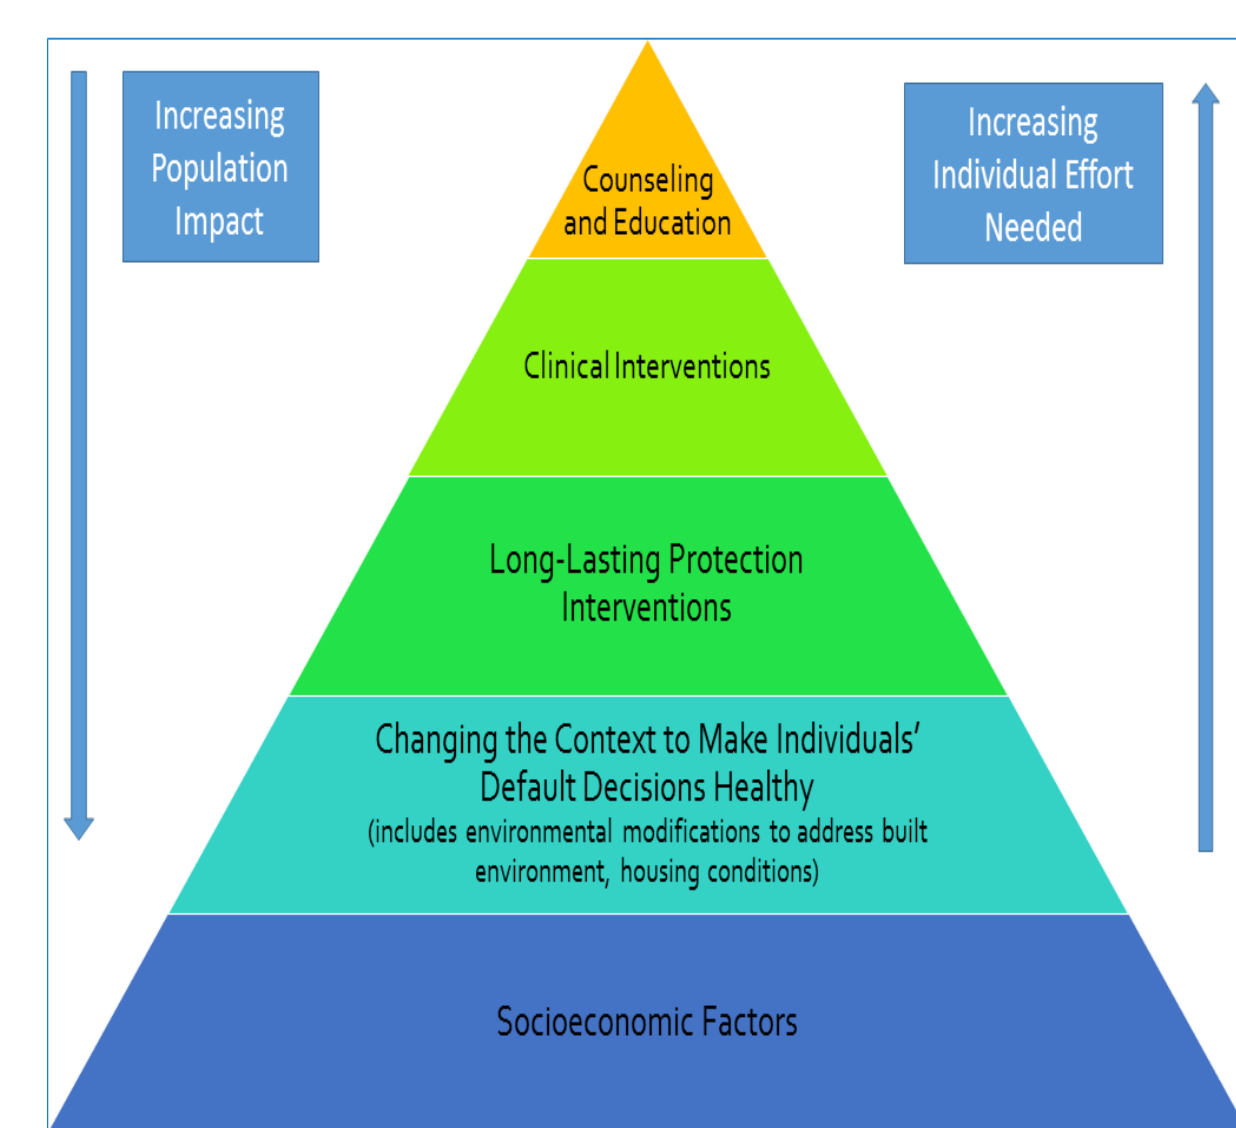 Increasing
Population
Impact
Increasing
Individual Effort
Needed
Counseling
and Education
Clinical Interventions
Long-Lasting Protection
Interventions
Changing the Context to Make Individuals’
Default Decisions Healthy
(includes environmental modifications to address built
environment, housing conditions)
Socioeconomic Factors